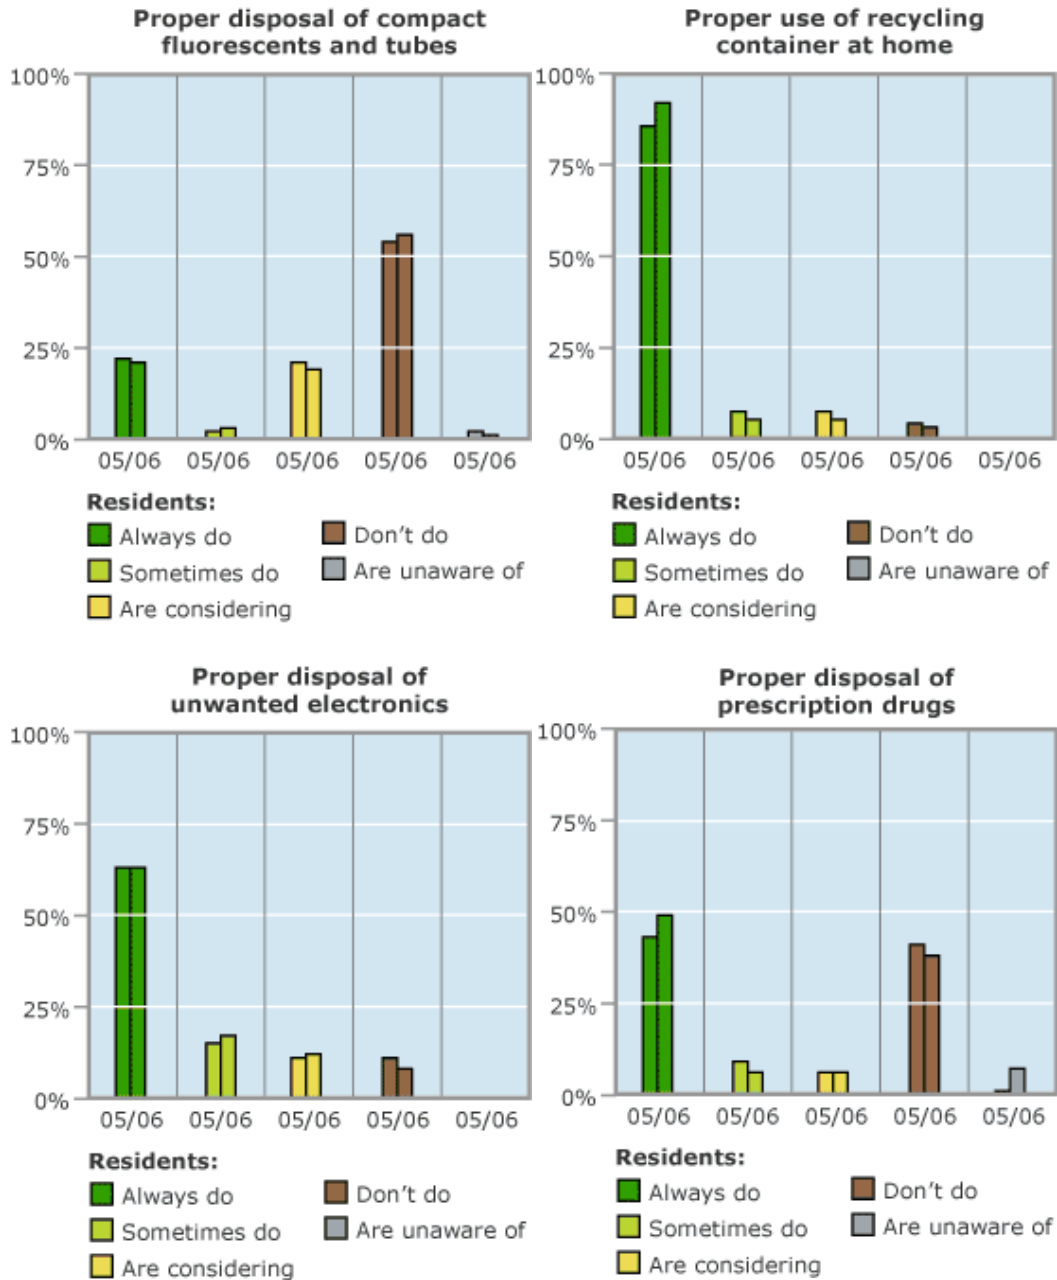 Proper disposal of compact
fluorescents and tubes
100%
75%
50%
25%
0%
05/06 05/06 05/06 05/06 05/06
Residents:
Always do
Don't do
Sometimes do
Are unaware of
Are considering
Proper use of recycling
container at home
100%
75%
50%
25%
0%
05/06 05/06 05/06 05/06 05/06
Residents:
Always do
Don't do
Sometimes do
Are unaware of
Are considering
Proper disposal of
unwanted electronics
100%
75%
50%
25%
0%
05/06 05/06 05/06 05/06 05/06
Residents:
Always do
Don't do
Sometimes do
Are unaware of
Are considering
Proper disposal of
prescription drugs
100%
75%
50%
25%
0%
05/06 05/06 05/06 05/06 05/06
Residents:
Always do
Don't do
Sometimes do
Are unaware of
Are considering